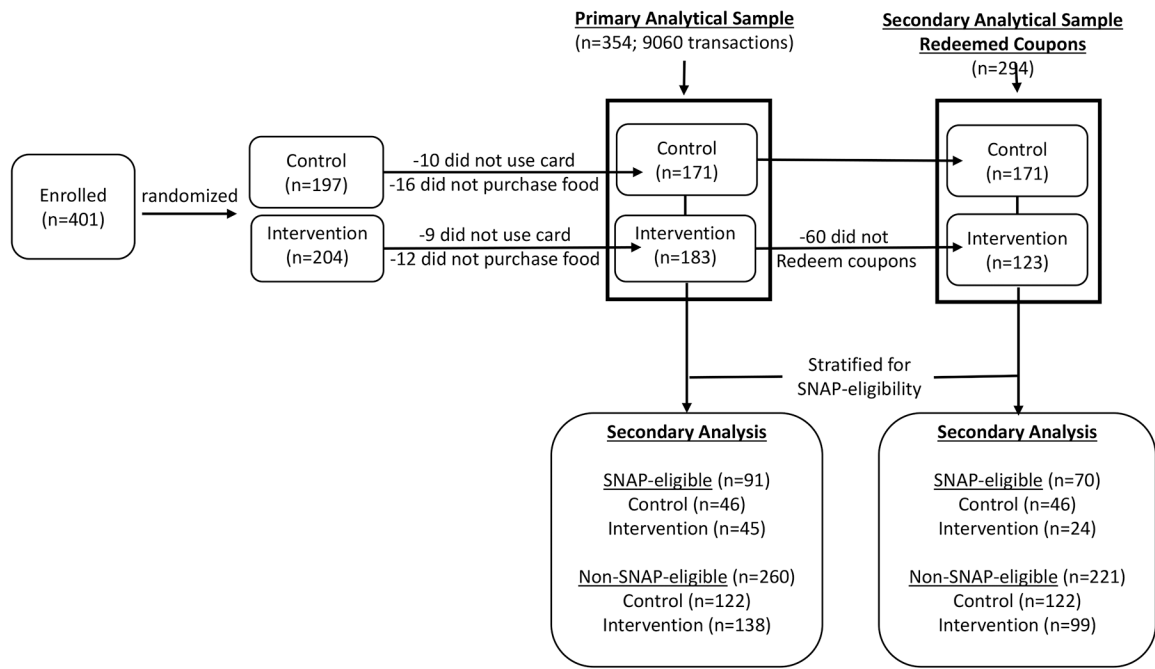 Primary Analytical Sample
(n=354; 9060 transactions)
Secondary Analytical Sample
Redeemed Coupons
(n=294)
Enrolled
(n=401)
randomized
Control
(n=197)
-10 did not use card
-16 did not purchase food
Control
(n=171)
Control
(n=171)
Intervention
(n=204)
-9 did not use card
-12 did not purchase food
Intervention
(n=183)
-60 did not
Redeem coupons
Intervention
(n=123)
Stratified for
SNAP-eligibility
Secondary Analysis
SNAP-eligible (n=91)
Control (n=46)
Intervention (n=45)
Non-SNAP-eligible (n=260)
Control (n=122)
Intervention (n=138)
Secondary Analysis
SNAP-eligible (n=70)
Control (n=46)
Intervention (n=24)
Non-SNAP-eligible (n=221)
Control (n=122)
Intervention (n=99)